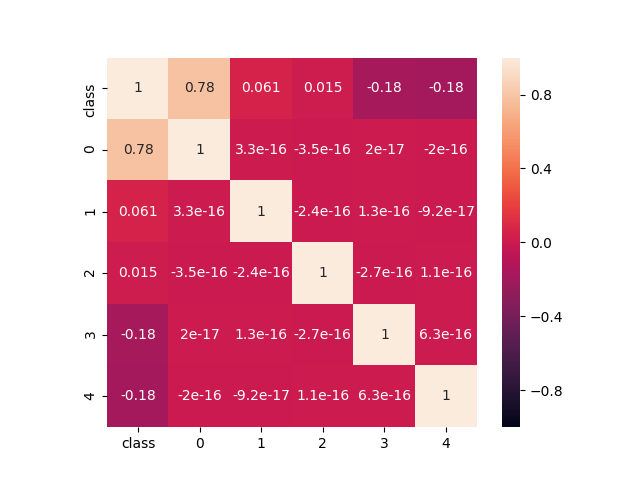 class 1 0.78 0.061 0.015 -0.18 -0.18
0 0.78 1 3.3e-16 -3.5e-16 2e-17 -2e-16
1 0.061 3.3e-16 1 -2.4e-16 1.3e-16 -9.2e-17
2 0.015 -3.5e-16 -2.4e-16 1 -2.7e-16 1.1e-16
3 -0.18 2e-17 1.3e-16 -2.7e-16 1 6.3e-16
4 -0.18 -2e-16 -9.2e-17 1.1e-16 6.3e-16 1
class 0 1 2 3 4
0.8
0.4
0.0
−0.4
−0.8